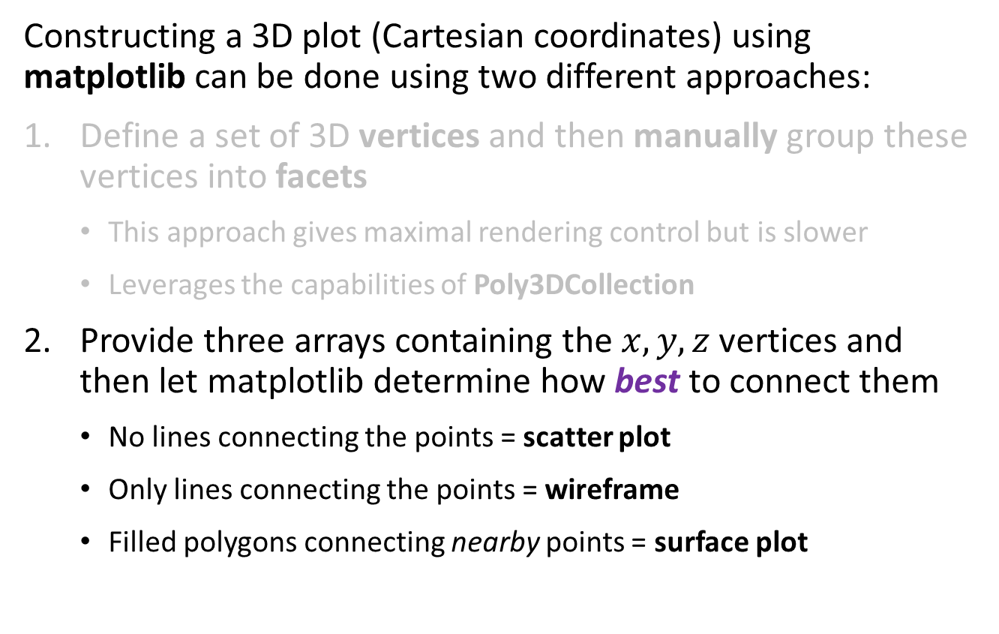 Constructing a 3D plot (Cartesian coordinates) using
matplotlib can be done using two different approaches:
1. Define a set of 3D vertices and then manually group these
vertices into facets
• This approach gives maximal rendering control but is slower
• Leverages the capabilities of Poly3DCollection
2. Provide three arrays containing the x, y, z vertices and
then let matplotlib determine how best to connect them
• No lines connecting the points = scatter plot
• Only lines connecting the points = wireframe
• Filled polygons connecting nearby points = surface plot